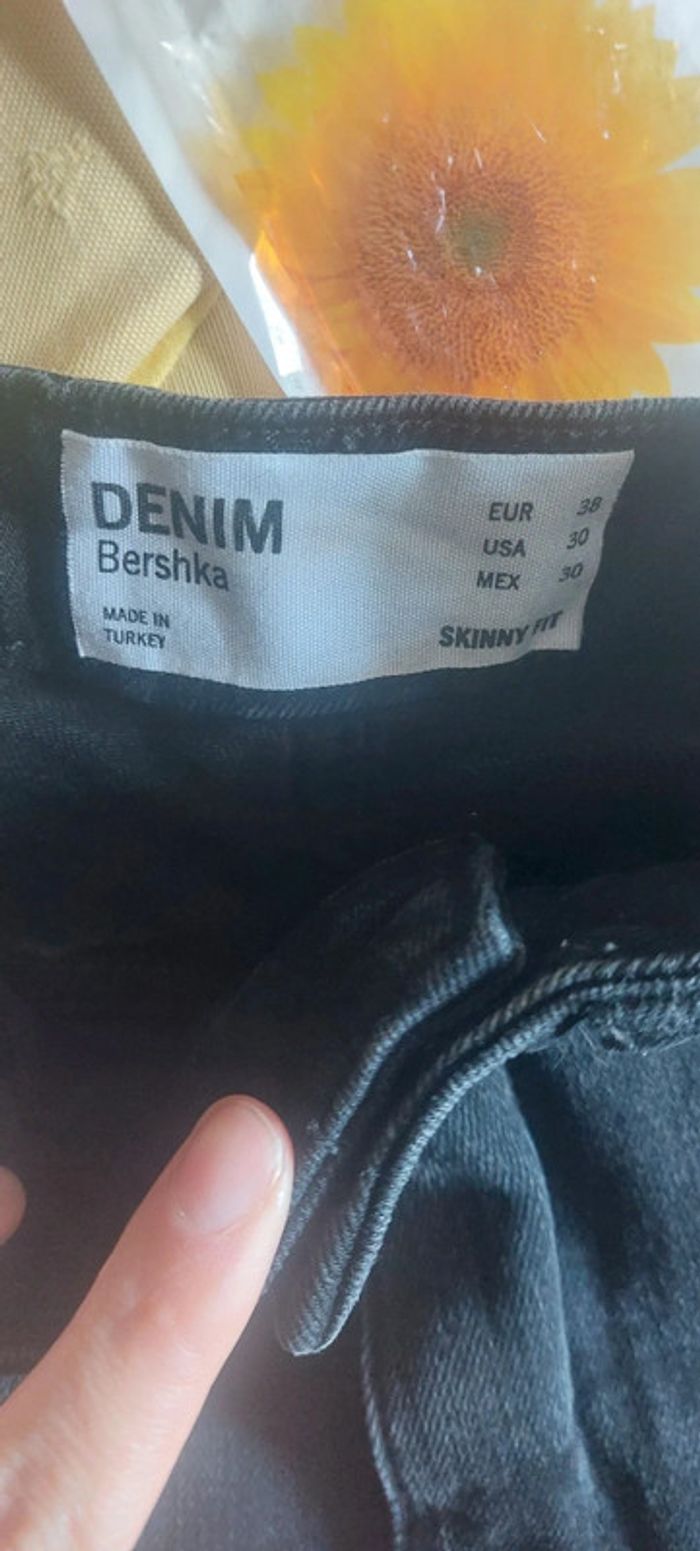 DENIM
Bershka
MADE IN
TURKEY
EUR 38
USA 30
MEX 30
SKINNY FIT